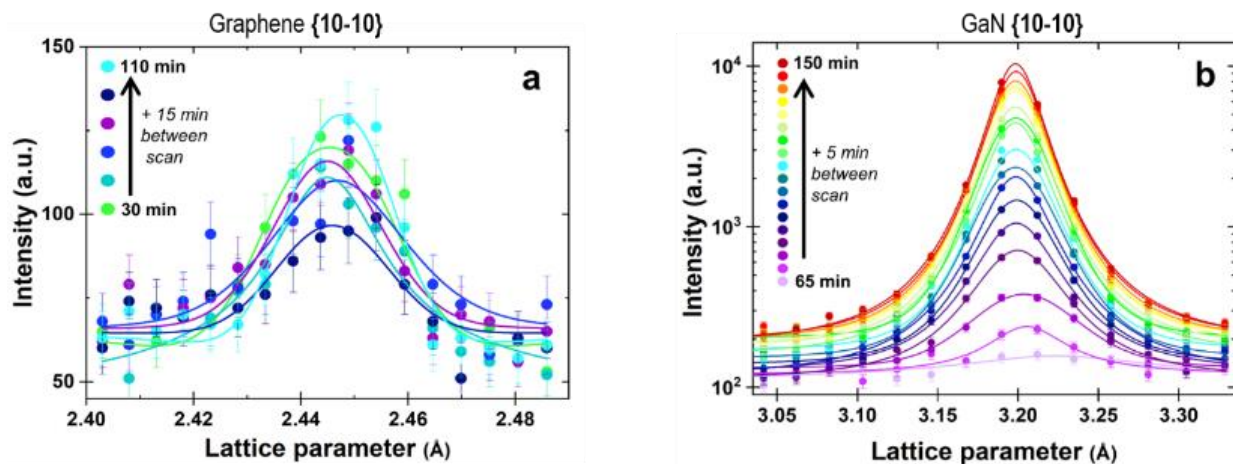 Graphene {10-10}
150
100
50
Intensity (a.u.)
110 min
+ 15 min
between
scan
30 min
a
2.40
2.42
2.44
2.46
2.48
Lattice parameter (Å)
GaN {10-10}
10⁴
10³
10²
Intensity (a.u.)
150 min
+ 5 min
between
scan
65 min
b
3.05
3.10
3.15
3.20
3.25
3.30
Lattice parameter (Å)